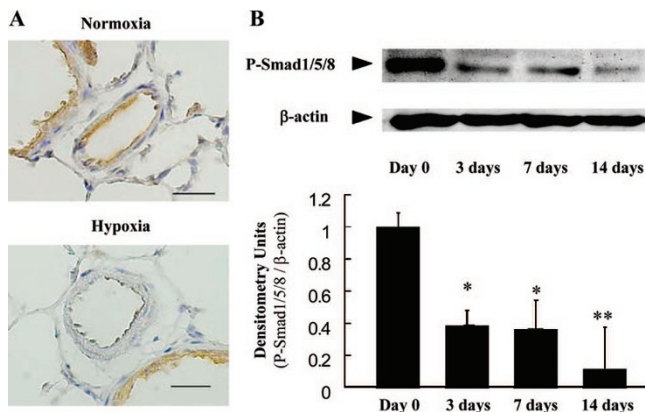 A
Normoxia
Hypoxia
B
P-Smad1/5/8
β-actin
Day 0 3 days 7 days 14 days
Densitometry Units
(P-Smad1/5/8 / β-actin)
1.2
1
0.8
0.6
0.4
0.4
0
*
*
**
Day 0 3 days 7 days 14 days